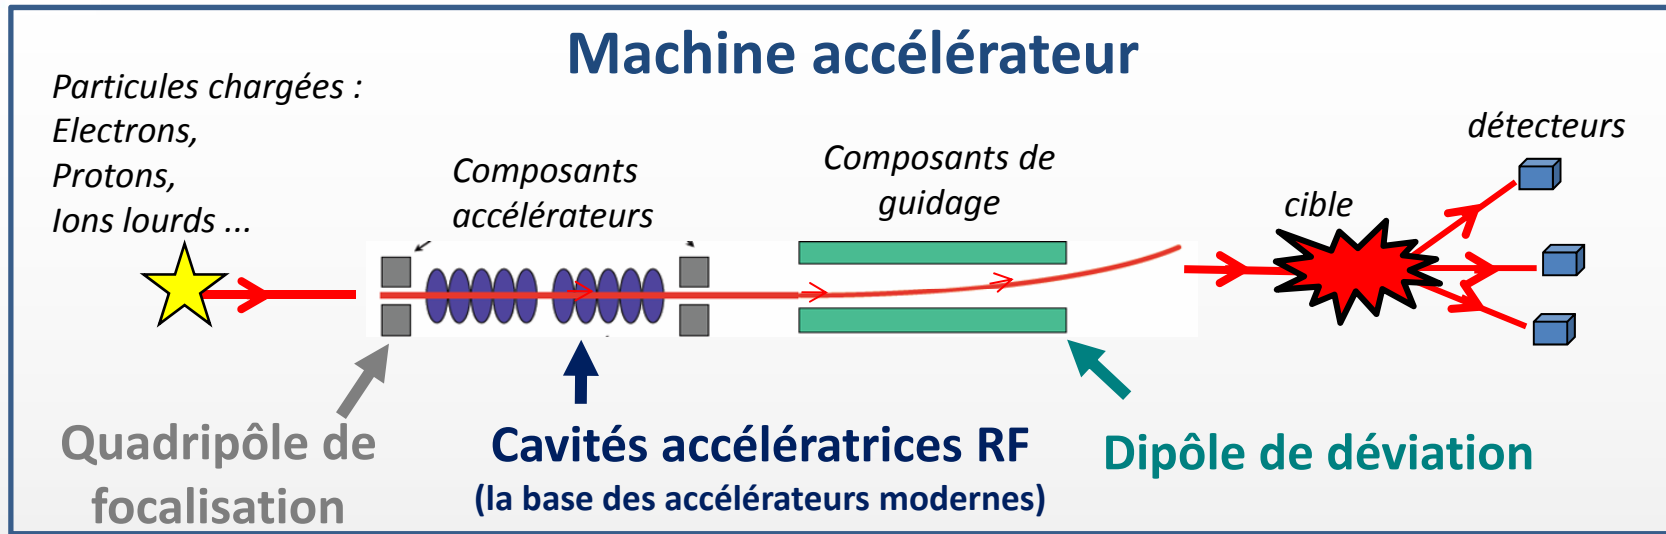 Machine accélérateur
Particules chargées :
Electrons,
Protons,
Ions lourds ...
Composants
accélérateurs
Composants de
guidage
cible
détecteurs
Quadripôle de
focalisation
Cavités accélératrices RF
(la base des accélérateurs modernes)
Dipôle de déviation